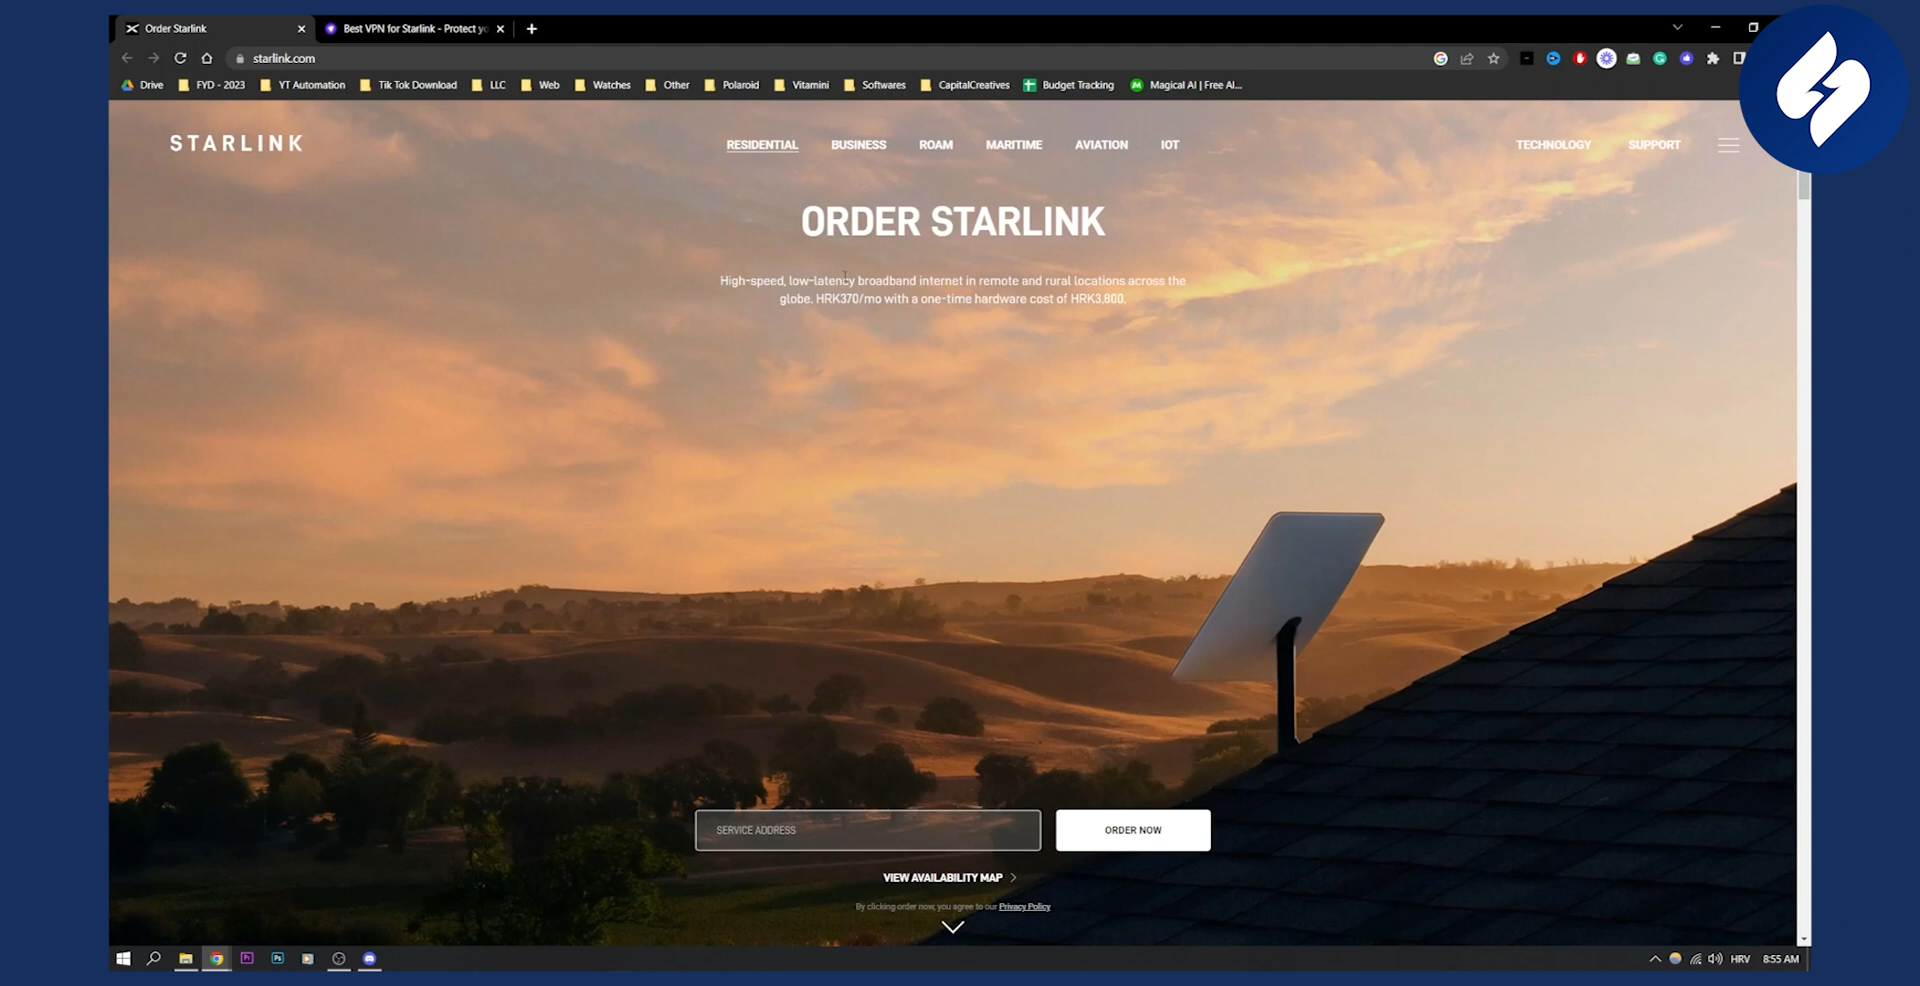 Order Starlink
Best VPN for Starlink - Protect yo
starlink.com
Drive FYD - 2023 YT Automation Tik Tok Download LLC Web Watches Other Polaroid Vitamini Softwares CapitalCreatives Budget Tracking Magical AI | Free AI...
STARLINK
RESIDENTIAL BUSINESS ROAM MARITIME AVIATION IOT TECHNOLOGY SUPPORT
ORDER STARLINK
High-speed, low-latency broadband internet in remote and rural locations across the
globe. HRK370/mo with a one-time hardware cost of HRK3,800.
SERVICE ADDRESS
ORDER NOW
VIEW AVAILABILITY MAP
By clicking order now, you agree to our Privacy Policy
Pr Ps HRV 8:55 AM